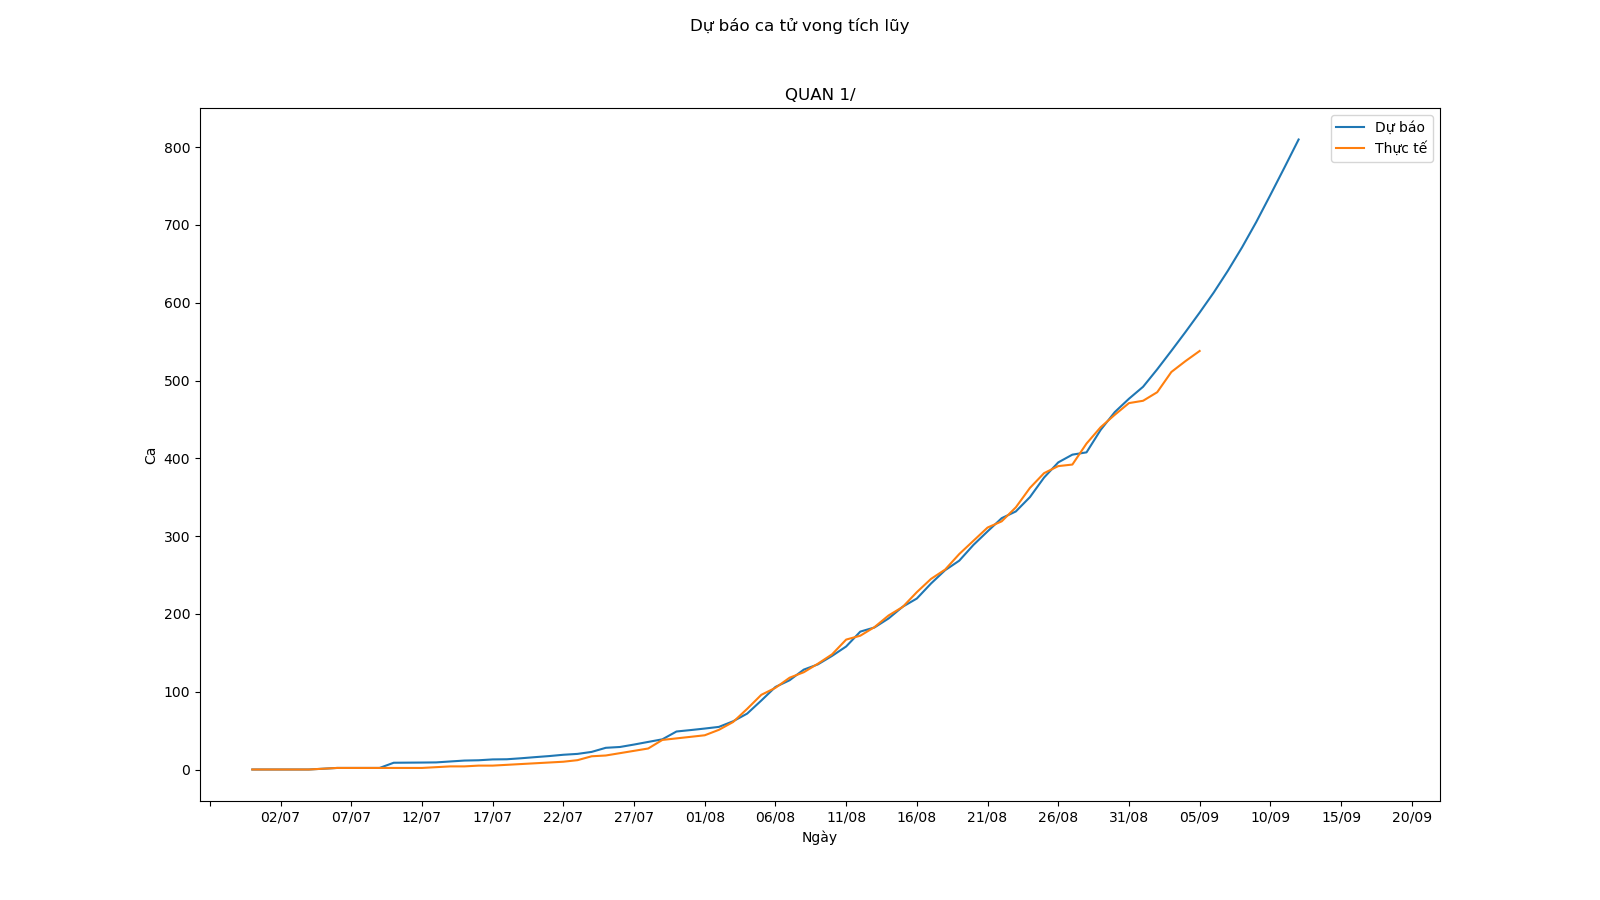 Dự báo ca tử vong tích lũy
QUAN 1/
Dự báo
Thực tế
800
700
600
500
400
300
200
100
0
Ca
02/07 07/07 12/07 17/07 22/07 27/07 01/08 06/08 11/08 16/08 21/08 26/08 31/08 05/09 10/09 15/09 20/09
Ngày